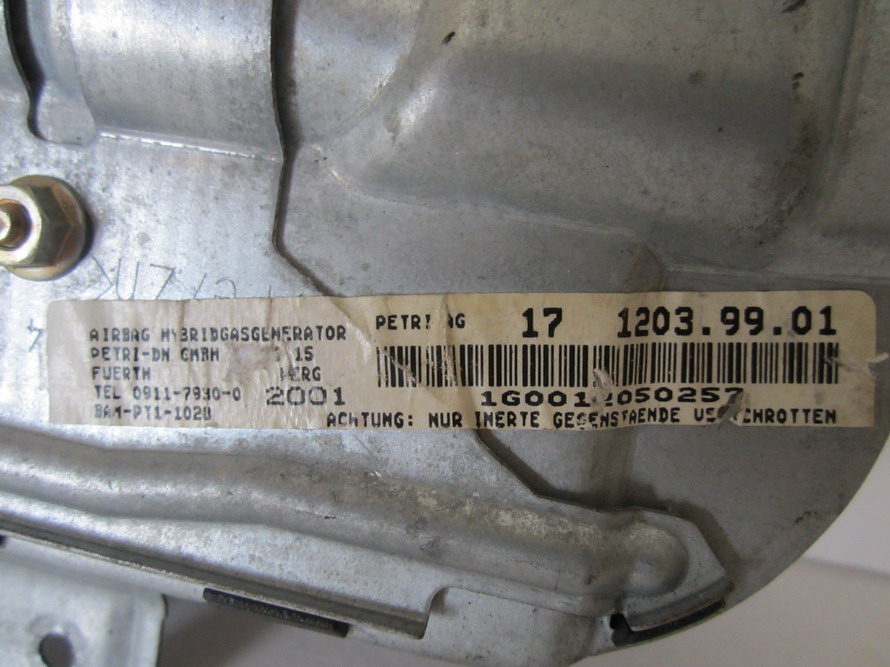 AIRBAG HYBRIDGASGENERATOR
PETRI-DN GMBH 15
FUERTH
TEL 0911-7930-0 2001
BAM-PT1-1028
PETRI AG 17 1203.99.01
ACHTUNG: NUR INERTE GEGENSTAENDE